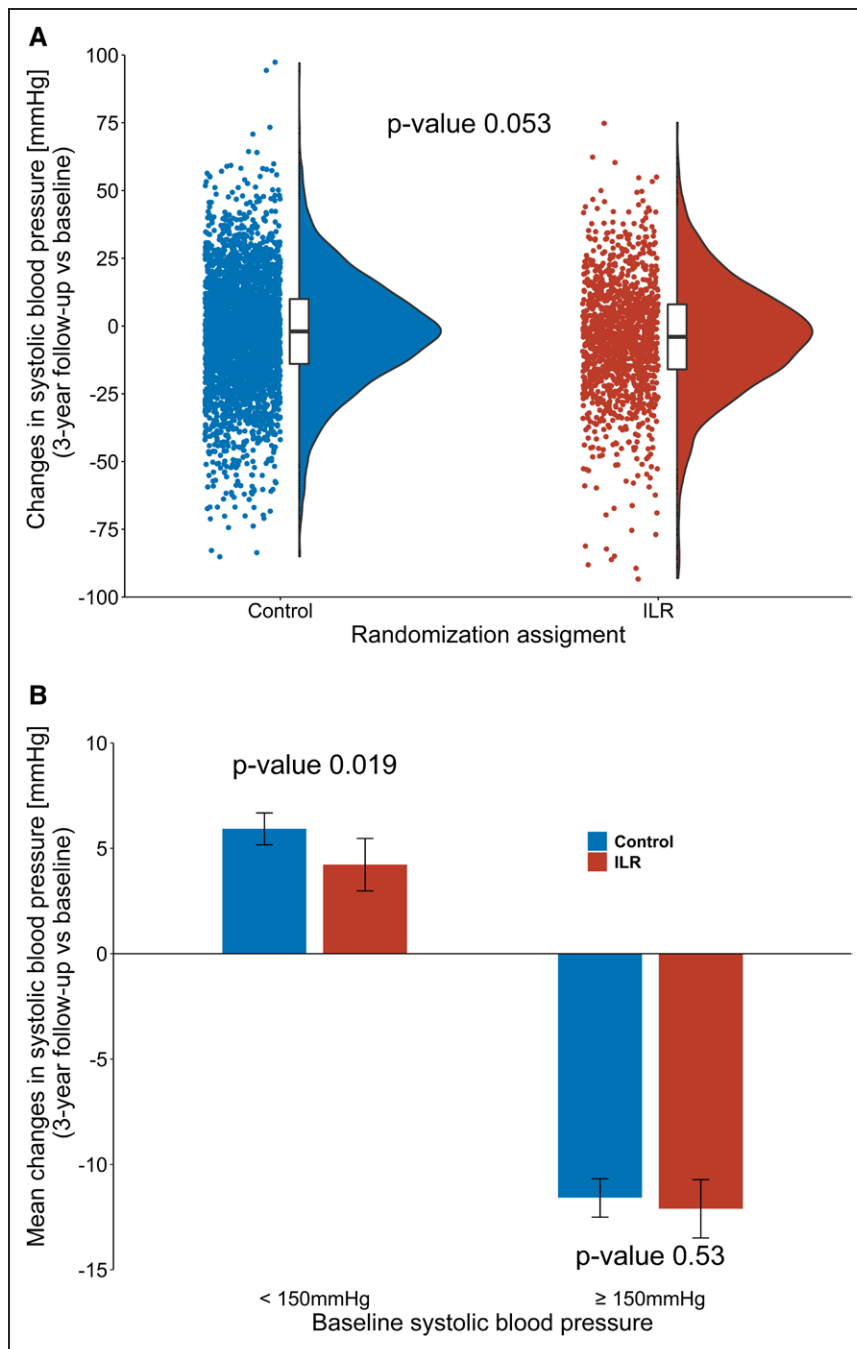 A
Changes in systolic blood pressure [mmHg]
(3-year follow-up vs baseline)
100
75
50
25
0
-25
-50
-75
-100
p-value 0.053
Control
ILR
Randomization assigment
B
Mean changes in systolic blood pressure [mmHg]
(3-year follow-up vs baseline)
10
5
0
-5
-10
-15
p-value 0.019
Control
ILR
p-value 0.53
< 150mmHg
≥ 150mmHg
Baseline systolic blood pressure